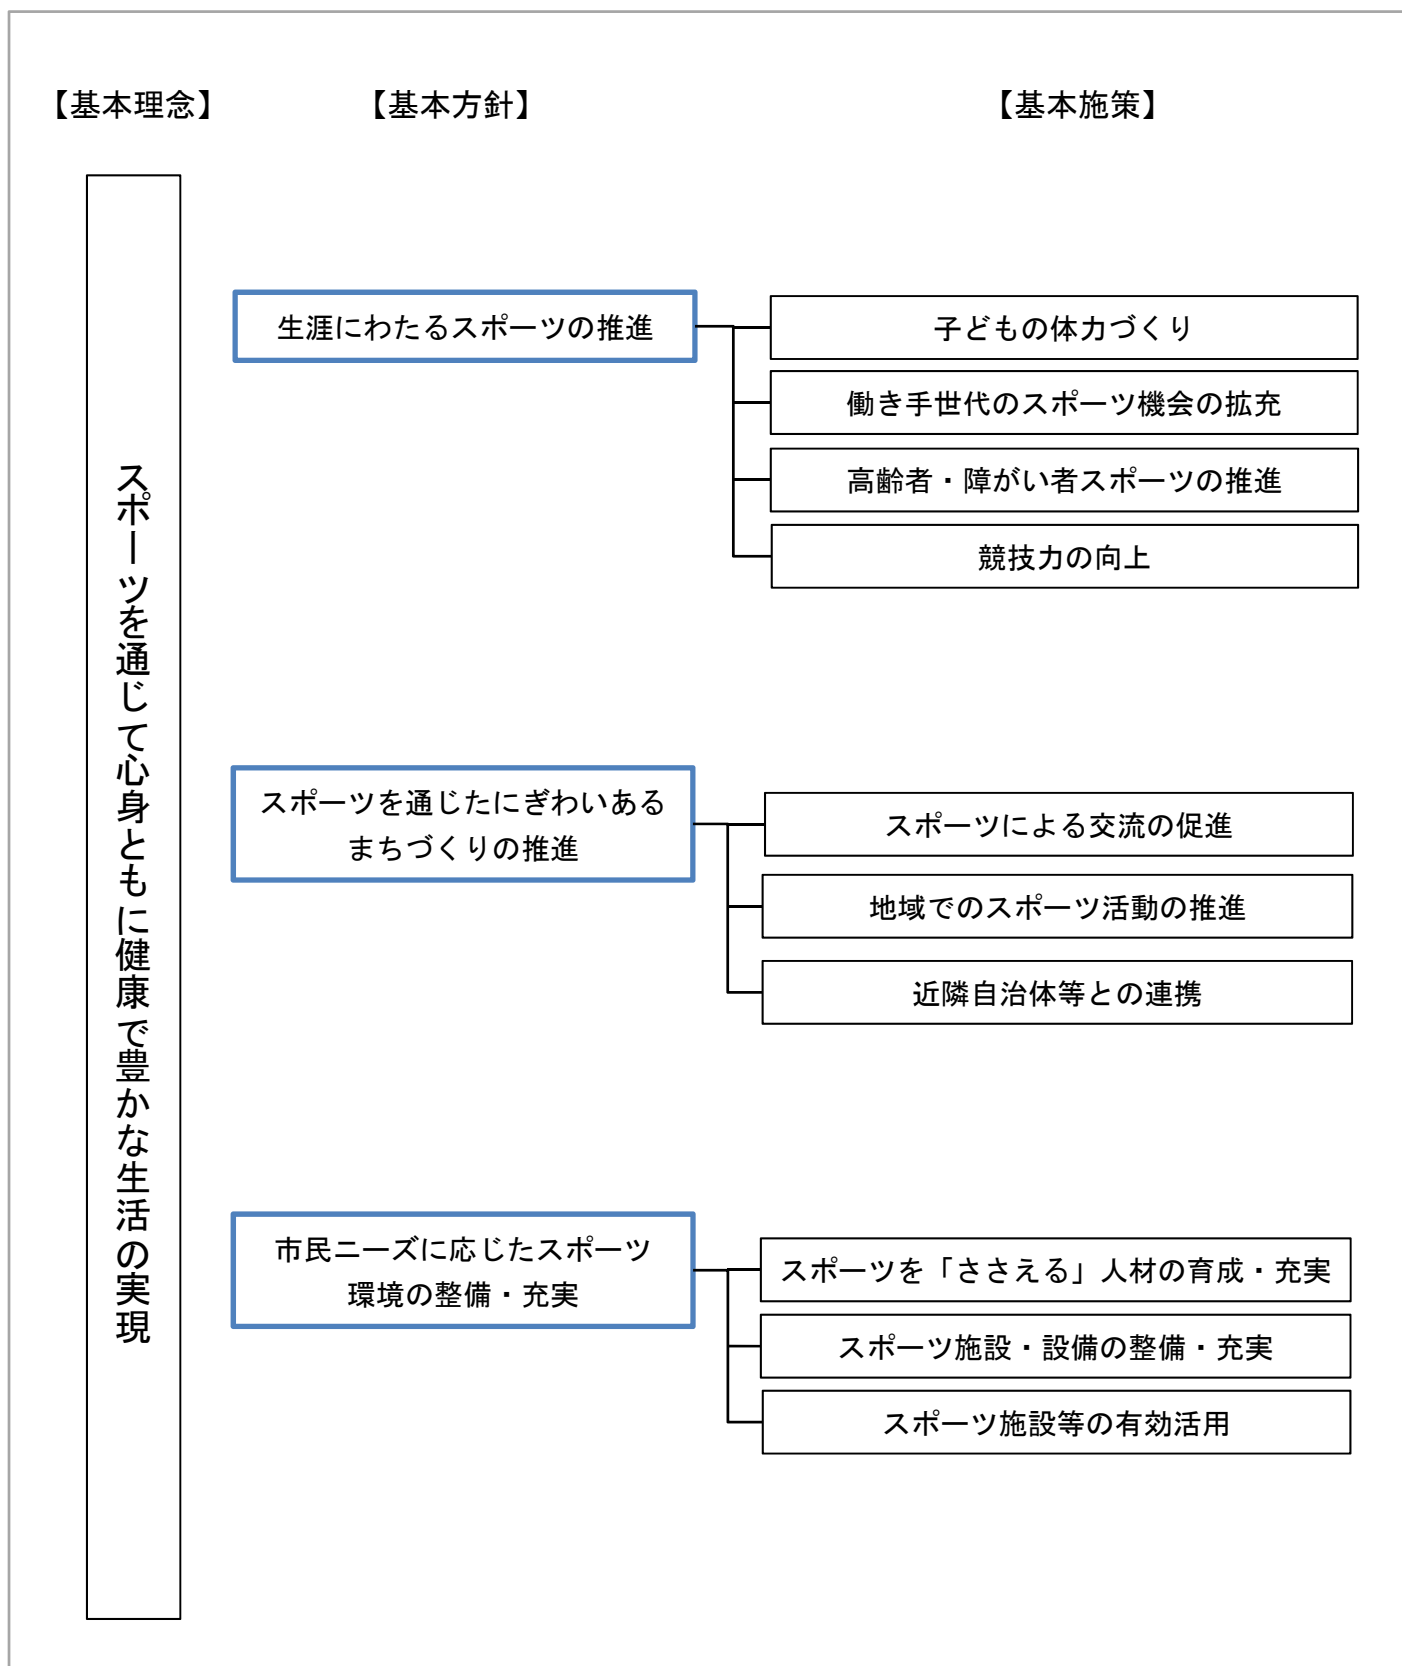 【基本理念】
【基本方針】
【基本施策】
スポーツを通じて心身ともに健康で豊かな生活の実現
生涯にわたるスポーツの推進
子どもの体力づくり
働き手世代のスポーツ機会の拡充
高齢者・障がい者スポーツの推進
競技力の向上
スポーツを通じたにぎわいある
まちづくりの推進
スポーツによる交流の促進
地域でのスポーツ活動の推進
近隣自治体等との連携
市民ニーズに応じたスポーツ
環境の整備・充実
スポーツを「ささえる」人材の育成・充実
スポーツ施設・設備の整備・充実
スポーツ施設等の有効活用